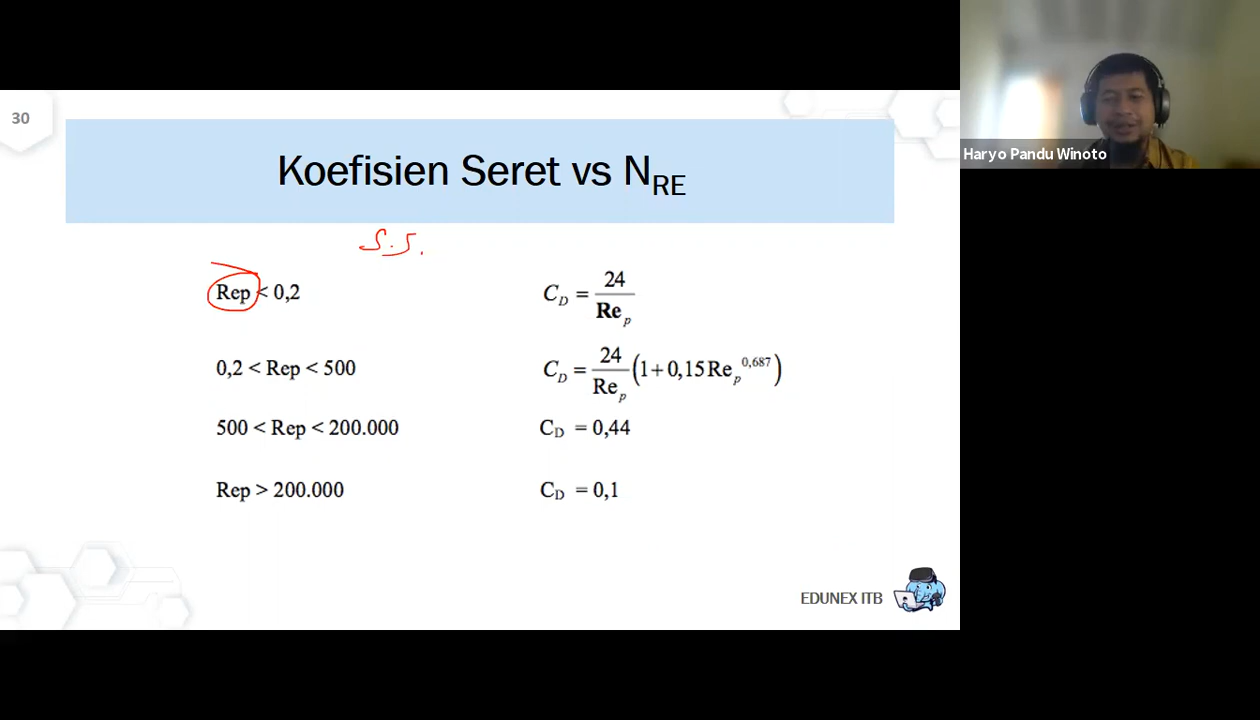 30
Koefisien Seret vs N_RE
S.S.
Rep < 0,2
C_D = 24 / Re_p
0,2 < Rep < 500
C_D = 24 / Re_p (1+0,15 Re_p^0,687)
500 < Rep < 200.000
C_D = 0,44
Rep > 200.000
C_D = 0,1
EDUNEX ITB
Haryo Pandu Winoto